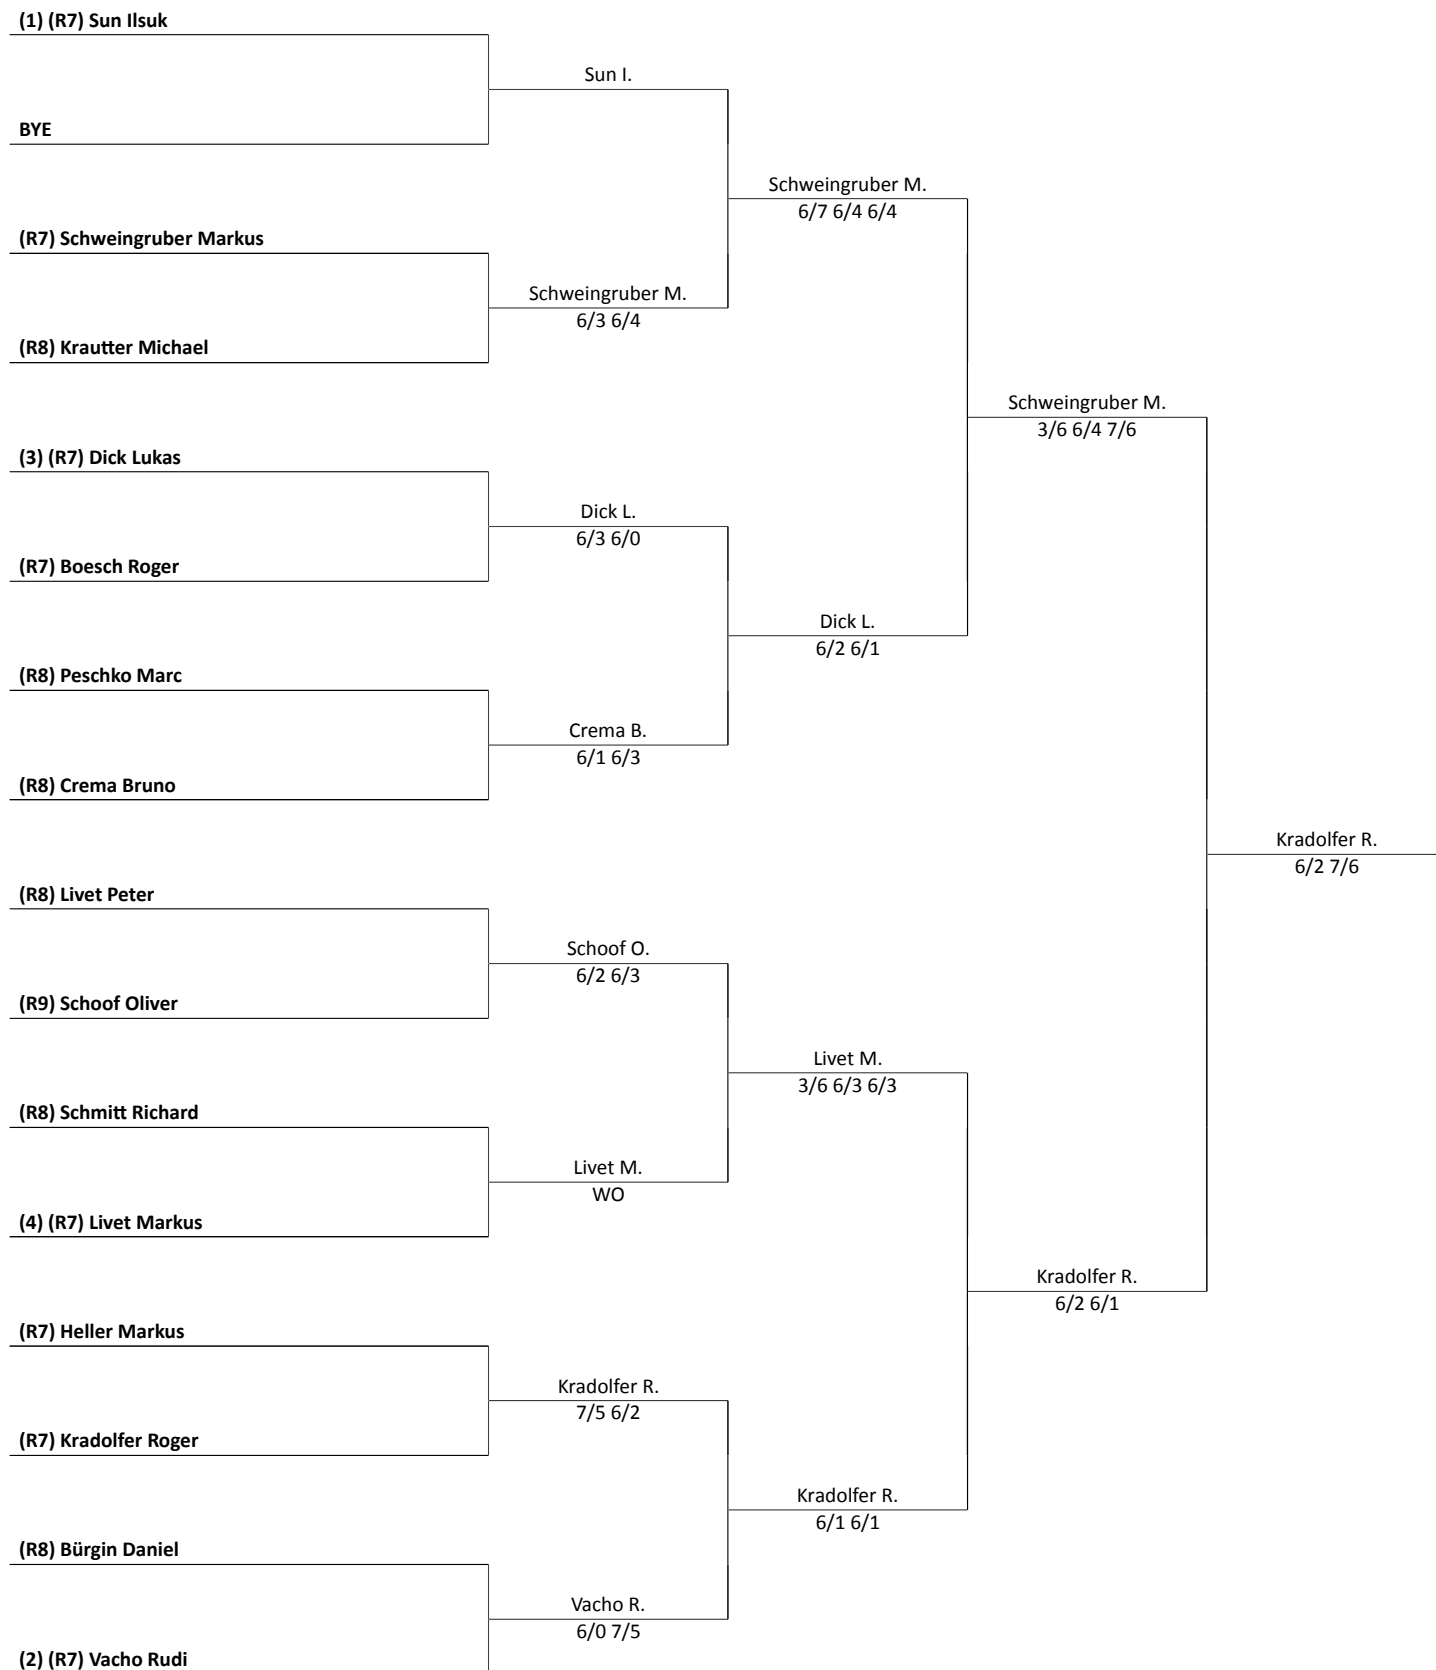 (1) (R7) Sun Ilsuk
Sun I.
BYE
Schweingruber M.
6/7 6/4 6/4
(R7) Schweingruber Markus
Schweingruber M.
6/3 6/4
(R8) Krautter Michael
Schweingruber M.
3/6 6/4 7/6
(3) (R7) Dick Lukas
Dick L.
6/3 6/0
(R7) Boesch Roger
Dick L.
6/2 6/1
(R8) Peschko Marc
Crema B.
6/1 6/3
(R8) Crema Bruno
Kradolfer R.
6/2 7/6
(R8) Livet Peter
Schoof O.
6/2 6/3
(R9) Schoof Oliver
Livet M.
3/6 6/3 6/3
(R8) Schmitt Richard
Livet M.
WO
(4) (R7) Livet Markus
Kradolfer R.
6/2 6/1
(R7) Heller Markus
Kradolfer R.
7/5 6/2
(R7) Kradolfer Roger
Kradolfer R.
6/1 6/1
(R8) Bürgin Daniel
Vacho R.
6/0 7/5
(2) (R7) Vacho Rudi